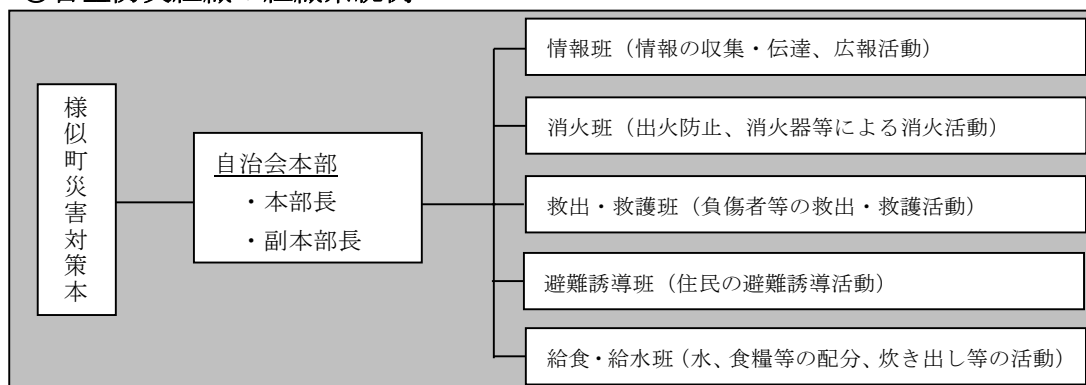 様似町災害対策本
自治会本部
・本部長
・副本部長
情報班（情報の収集・伝達、広報活動）
消火班（出火防止、消火器等による消火活動）
救出・救護班（負傷者等の救出・救護活動）
避難誘導班（住民の避難誘導活動）
給食・給水班（水、食糧等の配分、炊き出し等の活動）